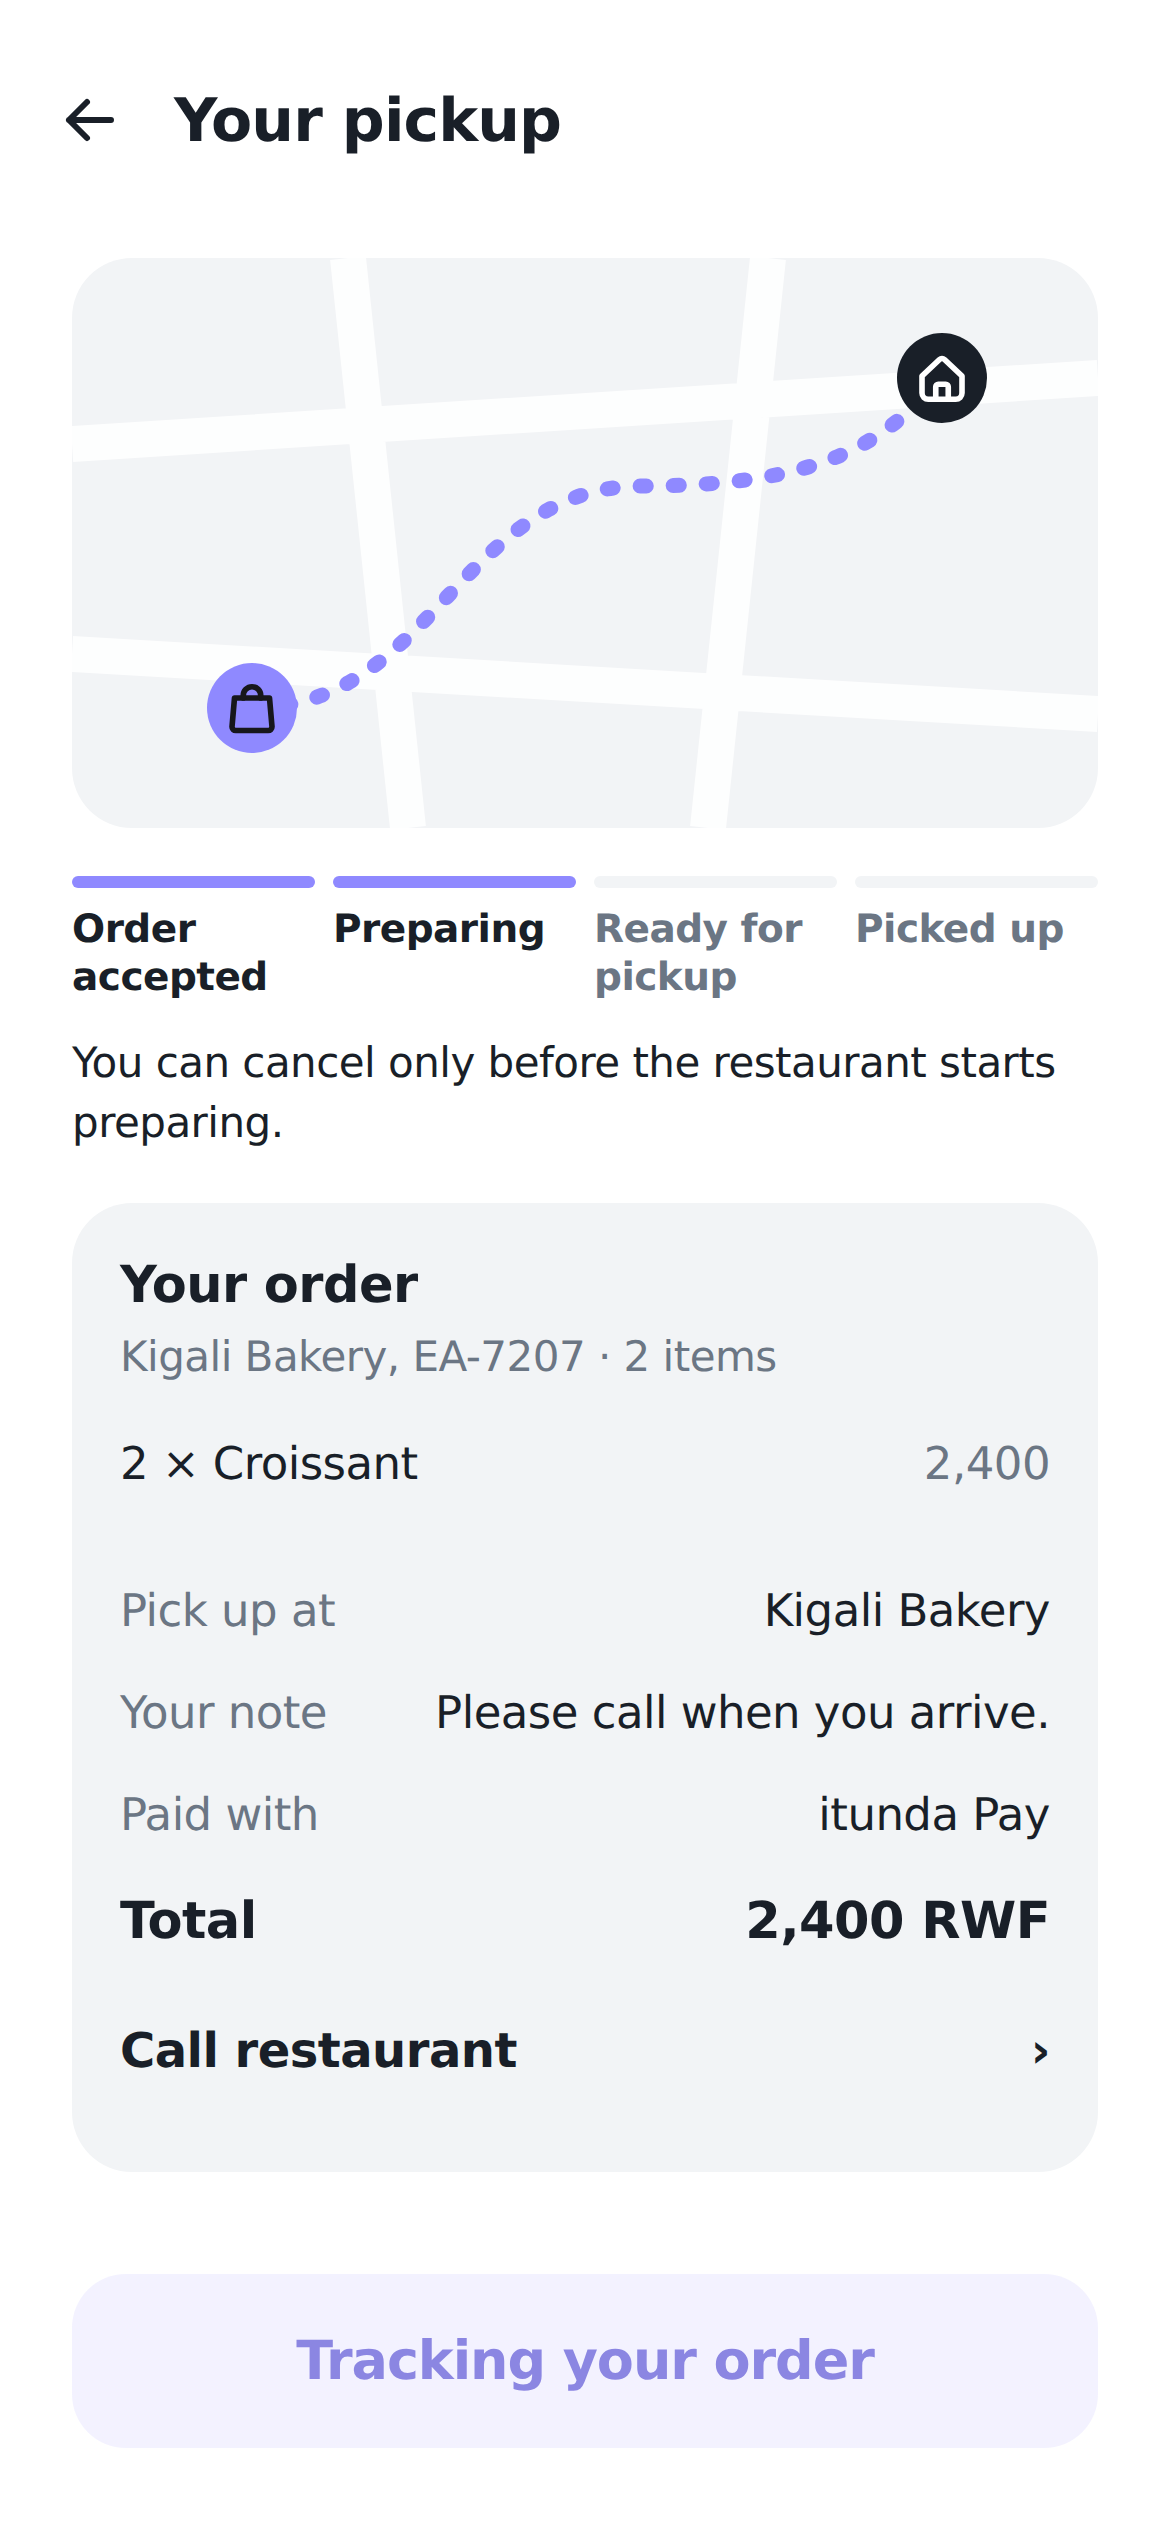 Your pickup
Order accepted
Preparing
Ready for pickup
Picked up
You can cancel only before the restaurant starts
preparing.
Your order
Kigali Bakery, EA-7207 · 2 items
2 × Croissant 2,400
Pick up at Kigali Bakery
Your note Please call when you arrive.
Paid with itunda Pay
Total 2,400 RWF
Call restaurant ›
Tracking your order